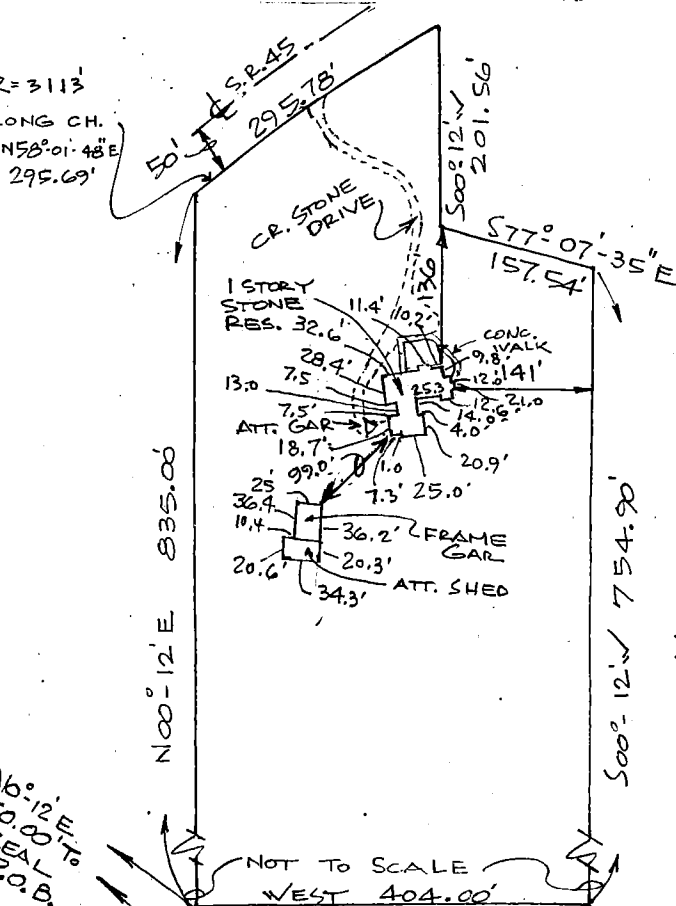 ℄ S.R. 45
R= 3113'
LONG CH.
N58°-01'-48"E
295.69'
50'
295.78'
S00°-12'W
201.56'
S77°-07'-35"E
157.54'
CR. STONE
DRIVE
136'
1 STORY
STONE
RES. 32.6'
11.4'
10.2'
CONC.
WALK
9.8'
12.0'
141'
28.4'
7.5
13.0
25.3
21.0
7.5'
ATT. GAR
4.0'
18.7'
20.9'
99.0'
1.0
7.3'
25.0'
25'
36.4
10.4
36.2'
FRAME
GAR
20.6'
20.3'
ATT. SHED
34.3'
N00°-12'E 835.00'
S00°-12'W 754.90'
NOT TO SCALE
WEST 404.00'